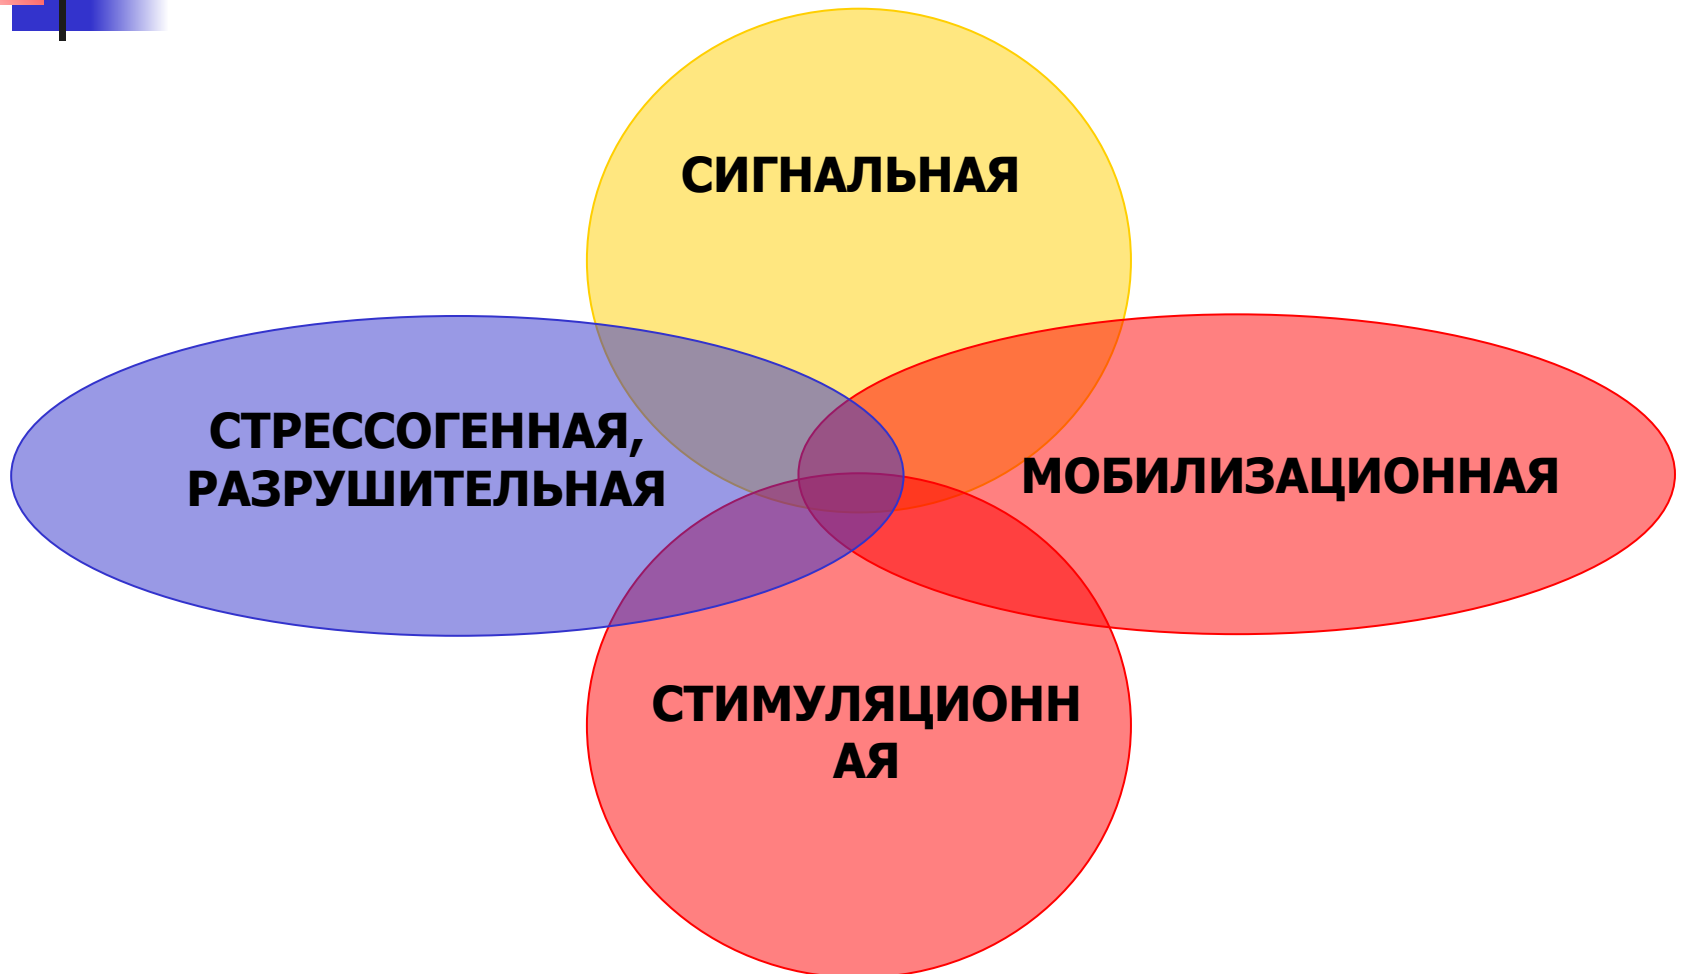 СИГНАЛЬНАЯ
СТРЕССОГЕННАЯ,
РАЗРУШИТЕЛЬНАЯ
МОБИЛИЗАЦИОННАЯ
СТИМУЛЯЦИОНН
АЯ